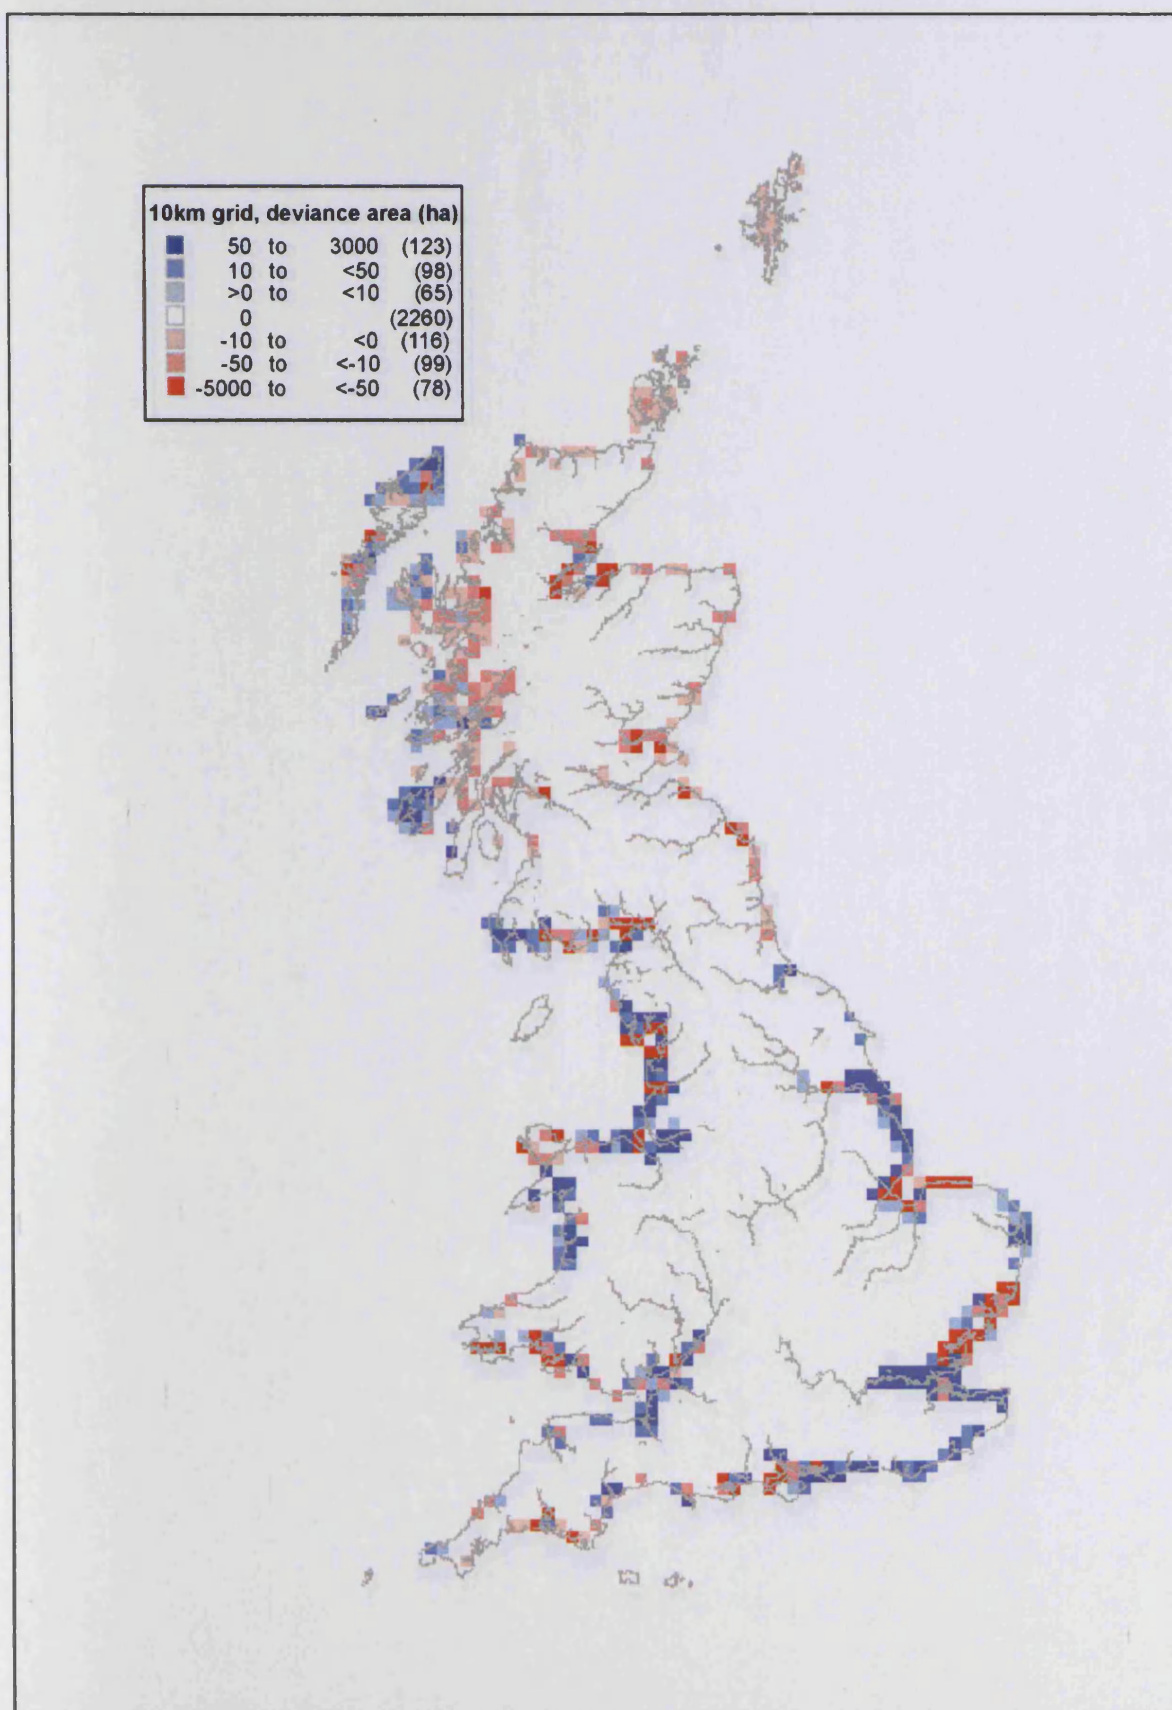 10km grid, deviance area (ha)
50 to 3000 (123)
10 to <50 (98)
>0 to <10 (65)
0 (2260)
-10 to <0 (116)
-50 to <-10 (99)
-5000 to <-50 (78)